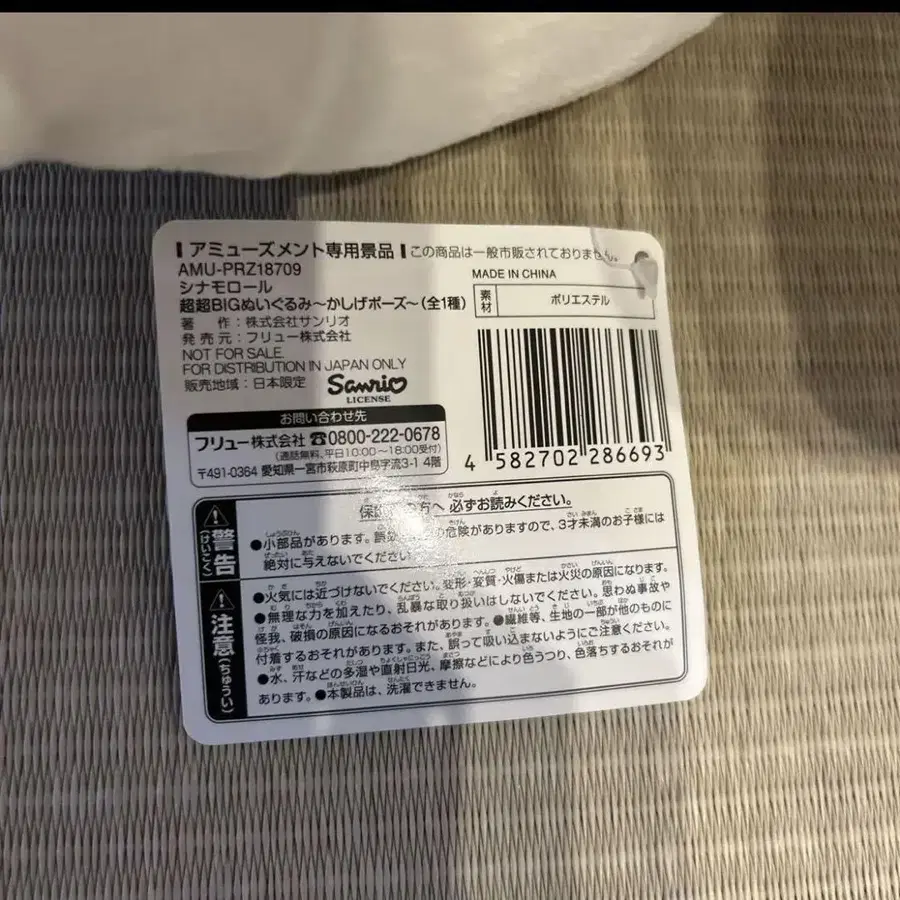 アミューズメント専用景品 この商品は一般市販されておりません。
AMU-PRZ18709
シナモロール
超超BIGぬいぐるみ～かしげポーズ～(全1種)
著 作：株式会社サンリオ
発 売 元：フリュー株式会社
NOT FOR SALE.
FOR DISTRIBUTION IN JAPAN ONLY
販売地域：日本限定
Sanrio
LICENSE
MADE IN CHINA
素材 ポリエステル
4 582702 286693
お問い合わせ先
フリュー株式会社 ☎0800-222-0678
(通話無料、平日10:00～18:00受付)
〒491-0364 愛知県一宮市萩原町中島字流3-1 4階
の方へ 必ずお読みください。
警告(けいこく)
●小部品があります。誤 の危険がありますので、3才未満のお子様には
絶対に与えないでください
注意(ちゅうい)
●火気には近づけないでください。変形・変質・火傷または火災の原因になります。
●無理な力を加えたり、乱暴な取り扱いはしないでください。思わぬ事故や
怪我、破損の原因になるおそれがあります。●繊維等、生地の一部が他のものに
付着するおそれがあります。また、誤って吸い込まないようにご注意ください。
●水、汗などの多湿や直射日光、摩擦などにより色うつり、色落ちするおそれが
あります。●本製品は、洗濯できません。